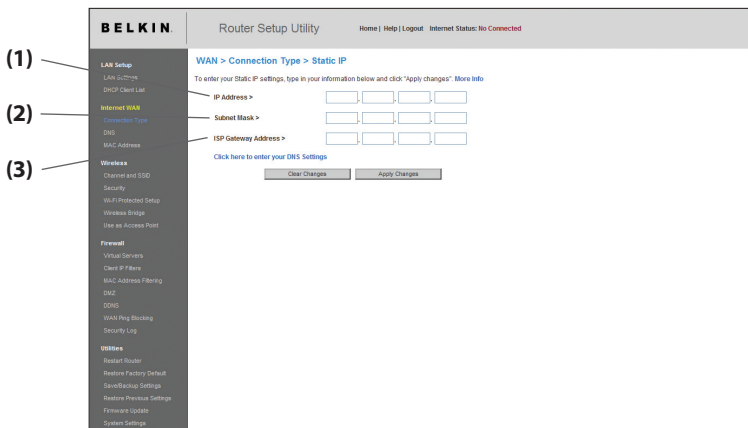 BELKIN.
Router Setup Utility
Home | Help | Logout Internet Status: No Connected
(1)
(2)
(3)
LAN Setup
LAN Settings
DHCP Client List
Internet WAN
Connection Type
DNS
MAC Address
Wireless
Channel and SSID
Security
Wi-Fi Protected Setup
Wireless Bridge
Use as Access Point
Firewall
Virtual Servers
Client IP Filters
MAC Address Filtering
DMZ
DDNS
WAN Ping Blocking
Security Log
Utilities
Restart Router
Restore Factory Default
Save/Backup Settings
Restore Previous Settings
Firmware Update
System Settings
WAN > Connection Type > Static IP
To enter your Static IP settings, type in your information below and click "Apply changes". More Info
IP Address > . . .
Subnet Mask > . . .
ISP Gateway Address > . . .
Click here to enter your DNS Settings
Clear Changes Apply Changes